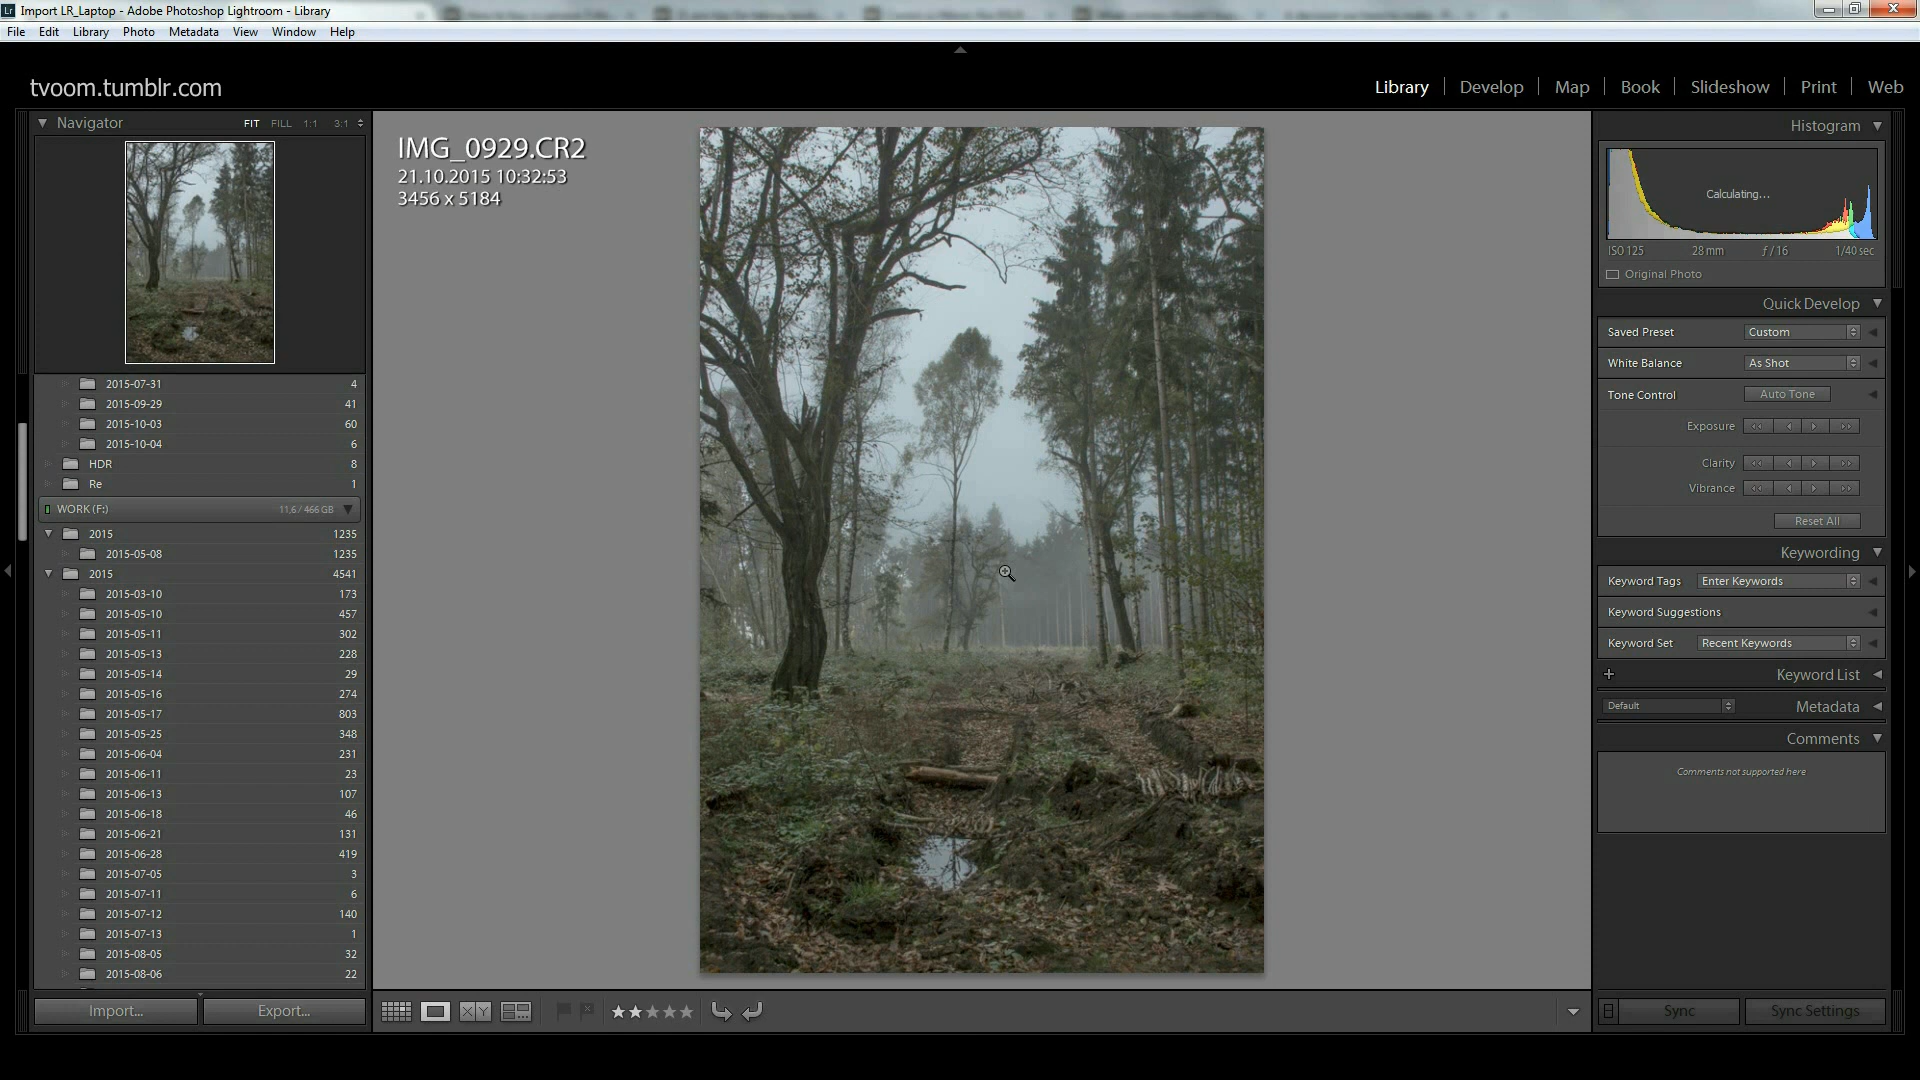 Import LR_Laptop - Adobe Photoshop Lightroom - Library
File Edit Library Photo Metadata View Window Help
tvoom.tumblr.com
Library Develop Map Book Slideshow Print Web
Navigator FIT FILL 1:1 3:1
IMG_0929.CR2
21.10.2015 10:32:53
3456 x 5184
2015-07-31 4
2015-09-29 41
2015-10-03 60
2015-10-04 6
HDR 8
Re 1
WORK (F:) 11,6 / 466 GB
2015 1235
2015-05-08 1235
2015 4541
2015-03-10 173
2015-05-10 457
2015-05-11 302
2015-05-13 228
2015-05-14 29
2015-05-16 274
2015-05-17 803
2015-05-25 348
2015-06-04 231
2015-06-11 23
2015-06-13 107
2015-06-18 46
2015-06-21 131
2015-06-28 419
2015-07-05 3
2015-07-11 6
2015-07-12 140
2015-07-13 1
2015-08-05 32
2015-08-06 22
Import... Export...
X Y
Histogram
Calculating...
ISO 125 28 mm ƒ / 16 1/40 sec
Original Photo
Quick Develop
Saved Preset Custom
White Balance As Shot
Tone Control Auto Tone
Exposure
Clarity
Vibrance
Reset All
Keywording
Keyword Tags Enter Keywords
Keyword Suggestions
Keyword Set Recent Keywords
Keyword List
Default Metadata
Comments
Comments not supported here
Sync Sync Settings